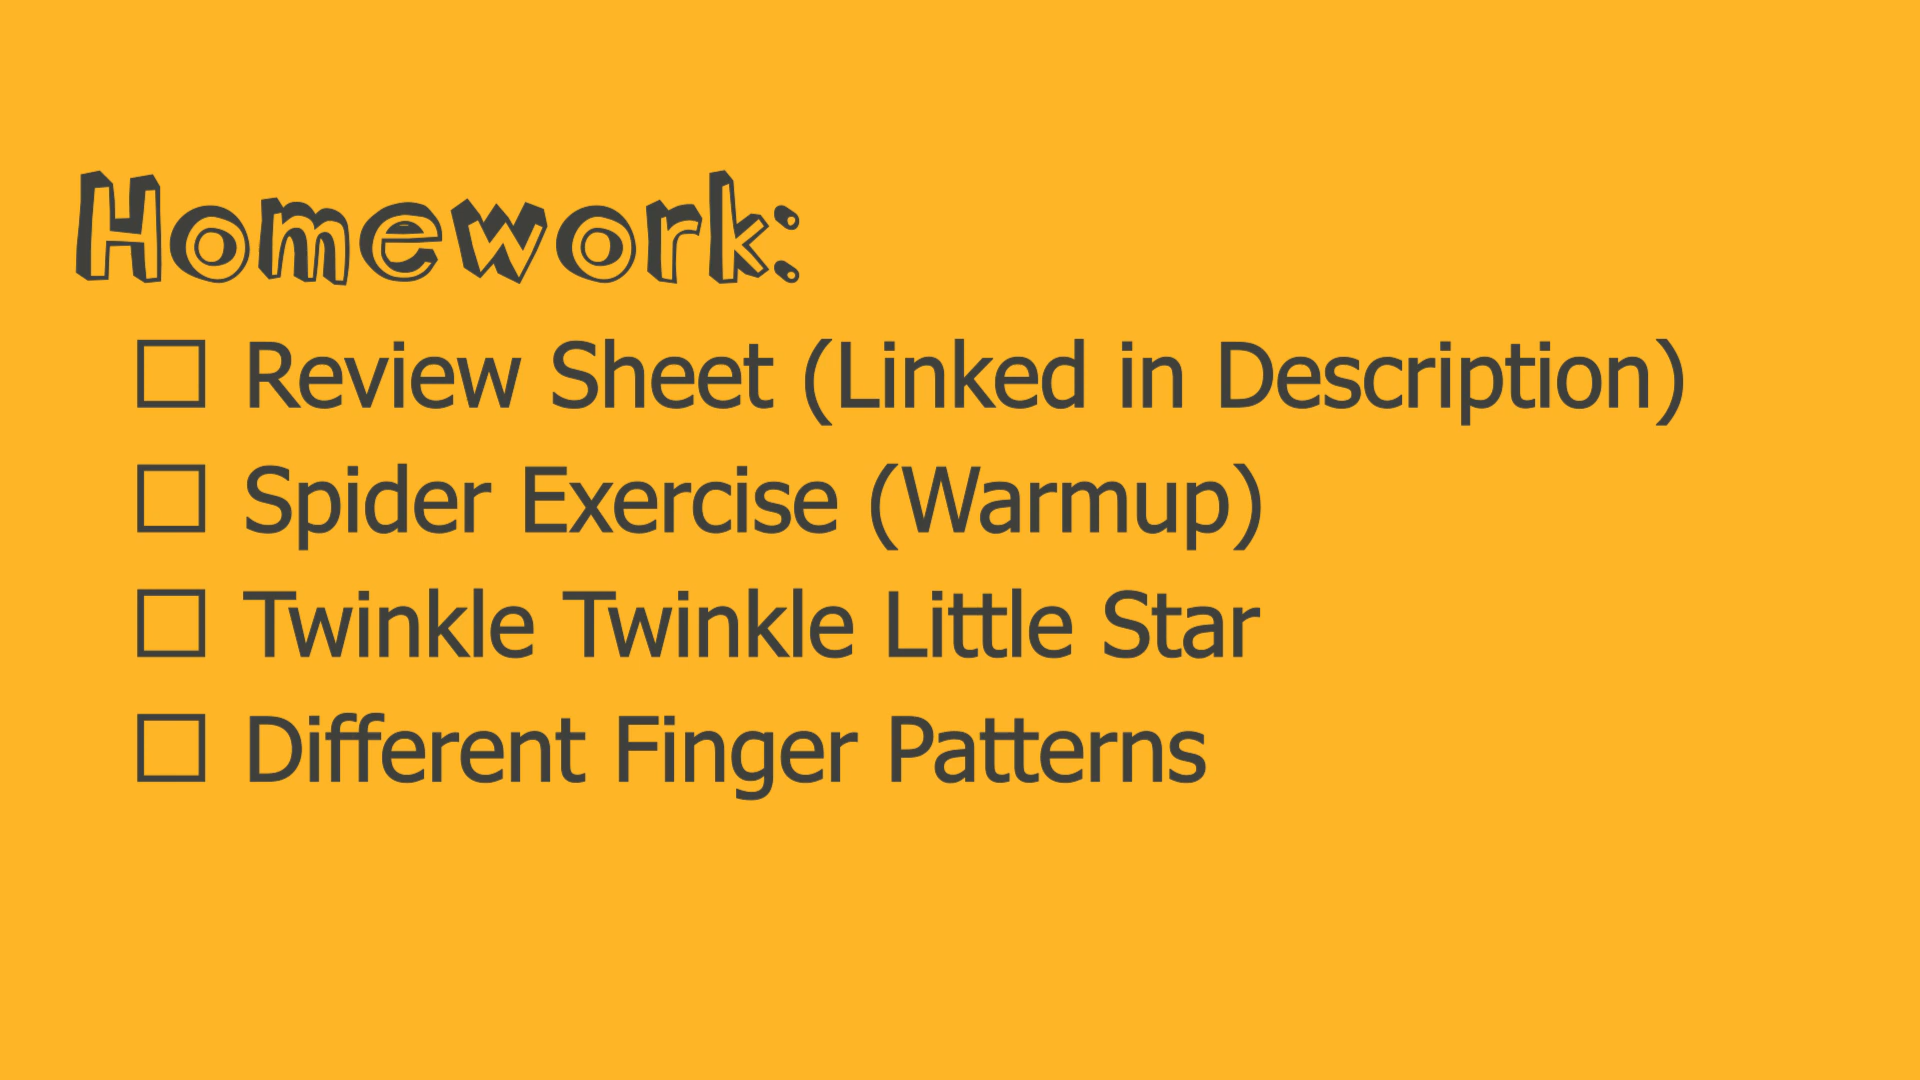 Homework:
☐ Review Sheet (Linked in Description)
☐ Spider Exercise (Warmup)
☐ Twinkle Twinkle Little Star
☐ Different Finger Patterns